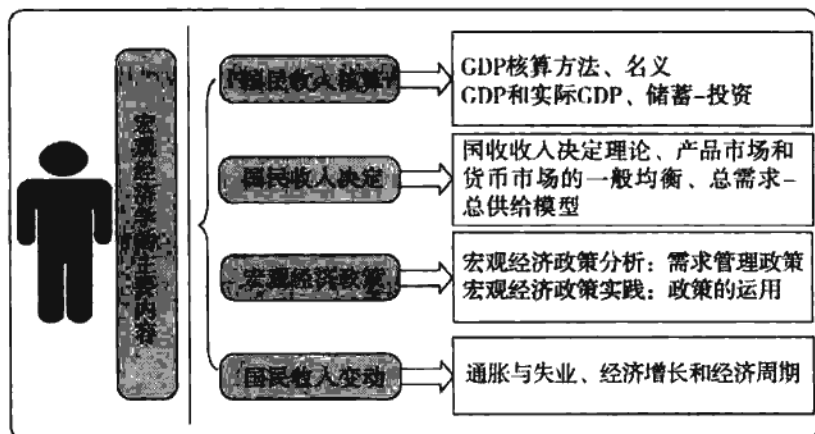 宏观经济学的主要内容
国民收入核算
GDP核算方法、名义
GDP和实际GDP、储蓄-投资
国民收入决定
国收收入决定理论、产品市场和
货币市场的一般均衡、总需求-
总供给模型
宏观经济政策
宏观经济政策分析：需求管理政策
宏观经济政策实践：政策的运用
国民收入变动
通胀与失业、经济增长和经济周期